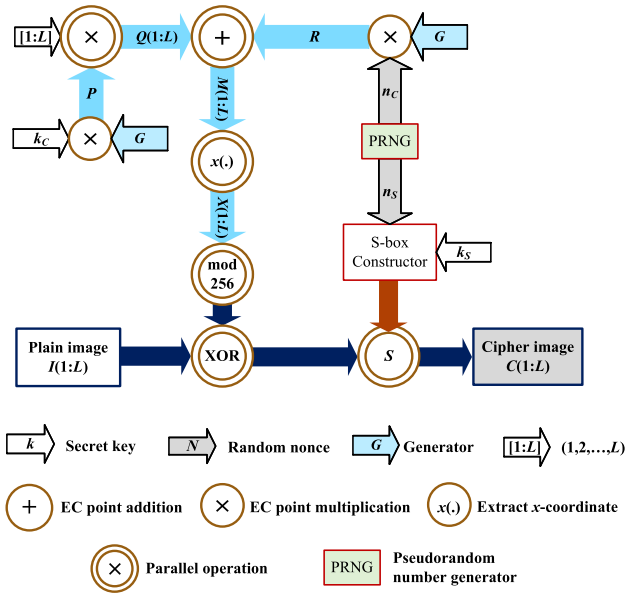 [1:L]
×
Q(1:L)
+
R
×
G
P
M(1:L)
n_C
k_C
×
G
x(.)
PRNG
X(1:L)
n_S
S-box
Constructor
k_S
mod
256
Plain image
I(1:L)
XOR
S
Cipher image
C(1:L)
k
Secret key
N
Random nonce
G
Generator
[1:L]
(1,2,…,L)
+
EC point addition
×
EC point multiplication
x(.)
Extract x-coordinate
×
Parallel operation
PRNG
Pseudorandom
number generator